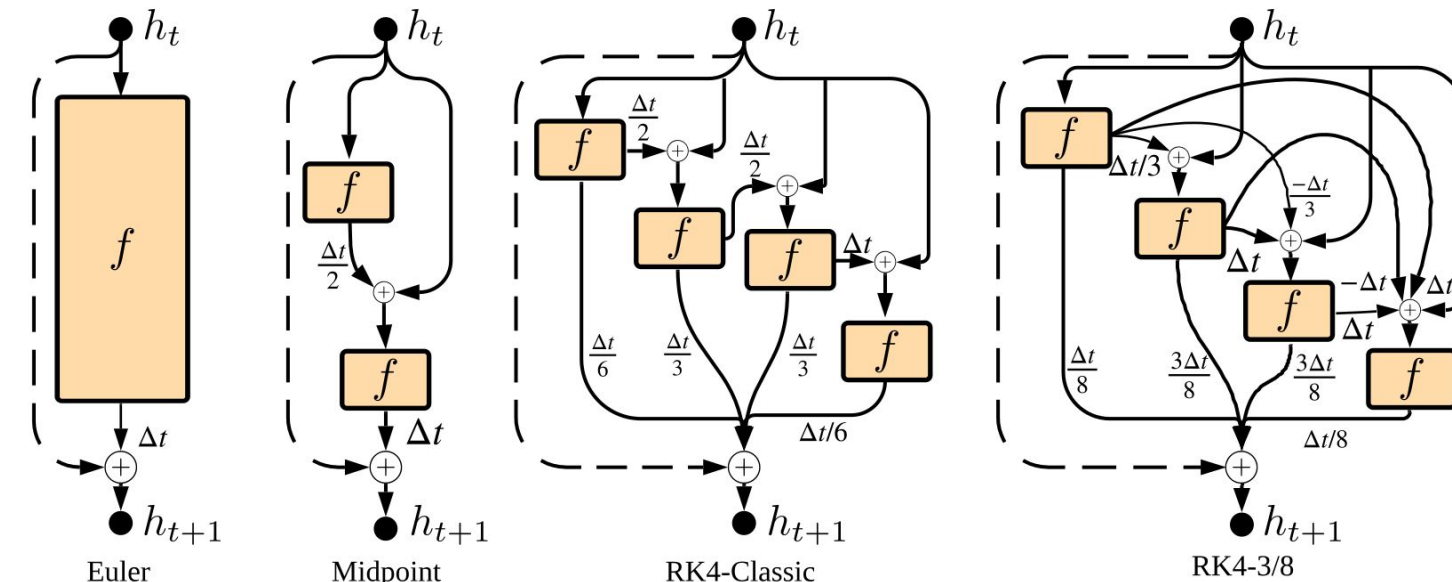 h_t
f
Δt
h_{t+1}
Euler
h_t
f
Δt/2
f
Δt
h_{t+1}
Midpoint
h_t
f
Δt/2
f
Δt/2
f
Δt
f
Δt/6
Δt/3
Δt/3
Δt/6
h_{t+1}
RK4-Classic
h_t
f
Δt/3
f
-Δt/3
Δt
f
-Δt
Δt
Δt
f
Δt/8
3Δt/8
3Δt/8
Δt/8
h_{t+1}
RK4-3/8